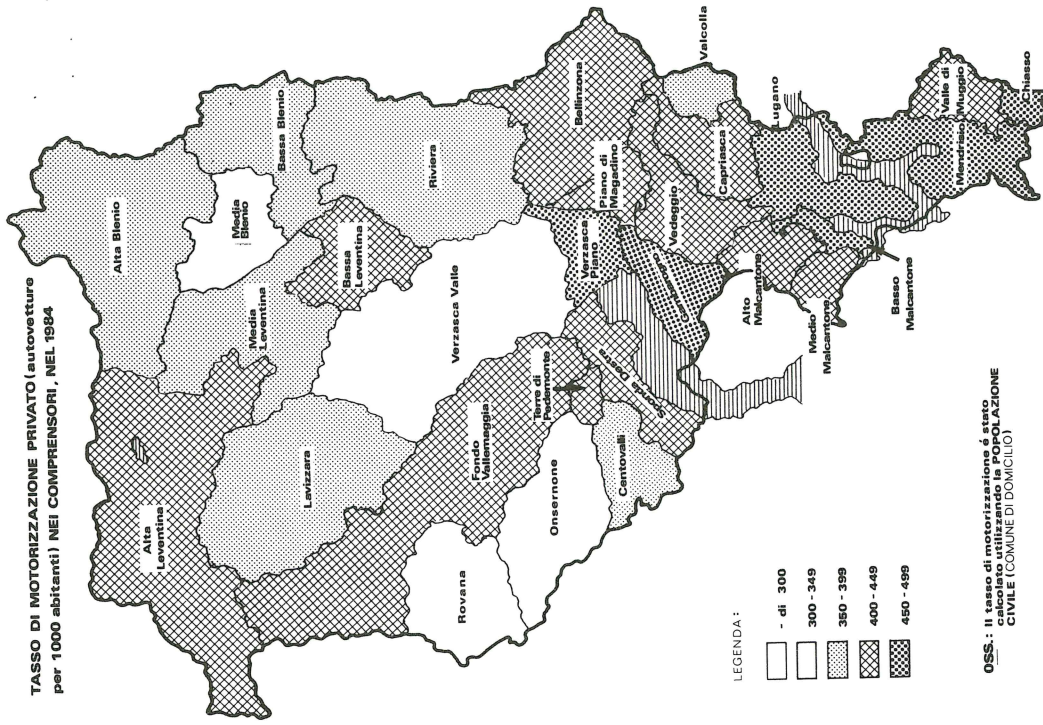 TASSO DI MOTORIZZAZIONE PRIVATO (autovetture
per 1000 abitanti) NEI COMPRENSORI, NEL 1984
Alta Blenio
Media
Blenio
Bassa Blenio
Alta
Leventina
Media
Leventina
Bassa
Leventina
Riviera
Lavizzara
Verzasca Valle
Bellinzona
Fondo
Vallemaggia
Rovana
Onsernone
Terre di
Pedemonte
Centovalli
Sponda Destra
Verzasca
Piano
Piano di
Magadino
Gambarogno
Vedeggio
Capriasca
Valcolla
Lugano
Alto
Malcantone
Medio
Malcantone
Basso
Malcantone
Mendrisio
Valle di
Muggio
Chiasso
LEGENDA :
- di 300
300 - 349
350 - 399
400 - 449
450 - 499
OSS. : Il tasso di motorizzazione é stato
calcolato utilizzando la POPOLAZIONE
CIVILE (COMUNE DI DOMICILIO)